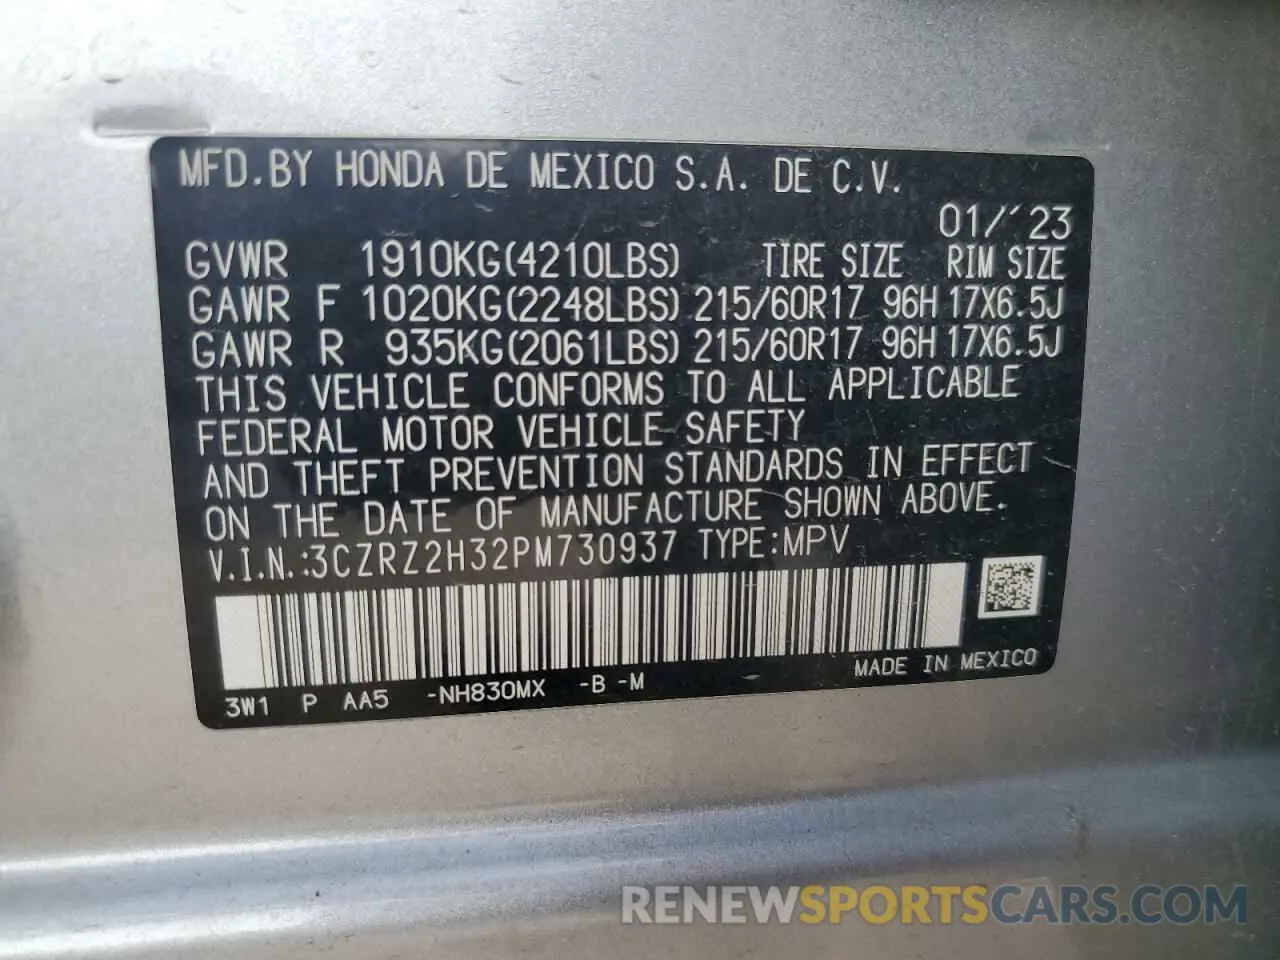 MFD.BY HONDA DE MEXICO S.A. DE C.V.
01/´23
GVWR 1910KG(4210LBS) TIRE SIZE RIM SIZE
GAWR F 1020KG(2248LBS) 215/60R17 96H 17X6.5J
GAWR R 935KG(2061LBS) 215/60R17 96H 17X6.5J
THIS VEHICLE CONFORMS TO ALL APPLICABLE
FEDERAL MOTOR VEHICLE SAFETY
AND THEFT PREVENTION STANDARDS IN EFFECT
ON THE DATE OF MANUFACTURE SHOWN ABOVE.
V.I.N.:3CZRZ2H32PM730937 TYPE:MPV
MADE IN MEXICO
3W1 P AA5 -NH830MX -B -M
RENEWSPORTSCARS.COM